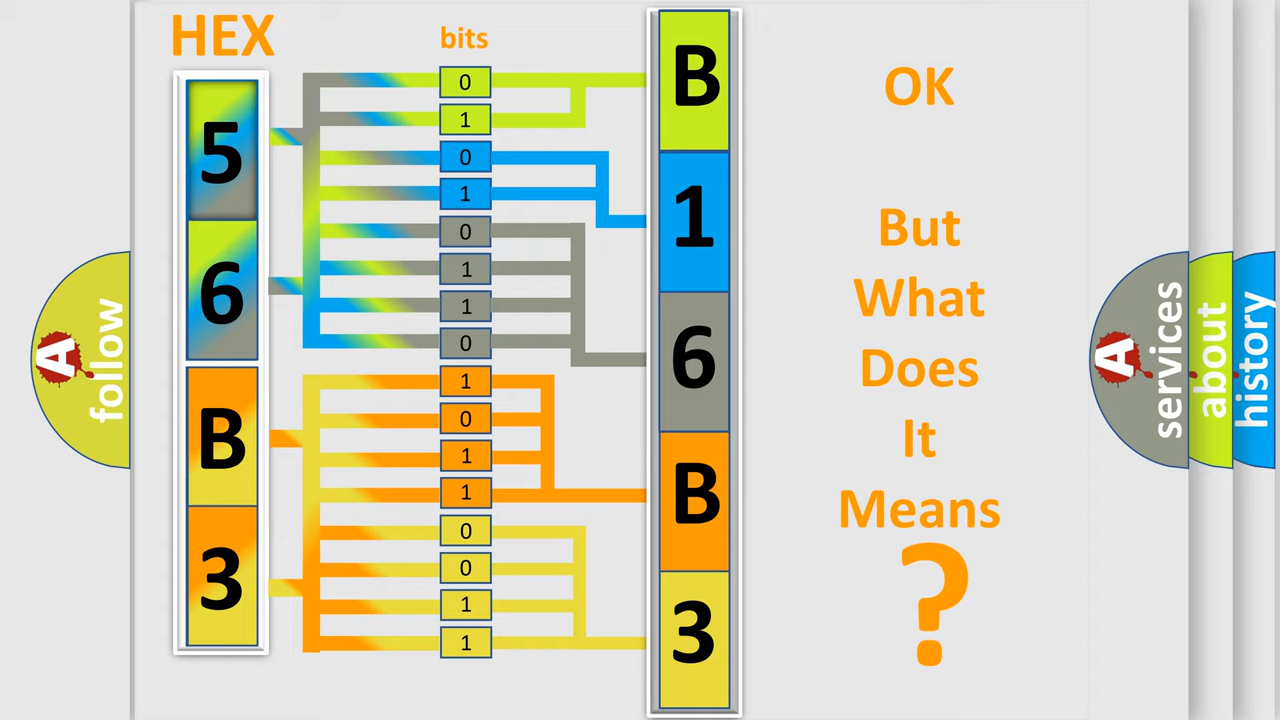 HEX
bits
5
6
B
3
0
1
0
1
0
1
1
0
1
0
1
1
0
0
1
1
B
1
6
B
3
OK
But
What
Does
It
Means
?
A
follow
A
services
about
history